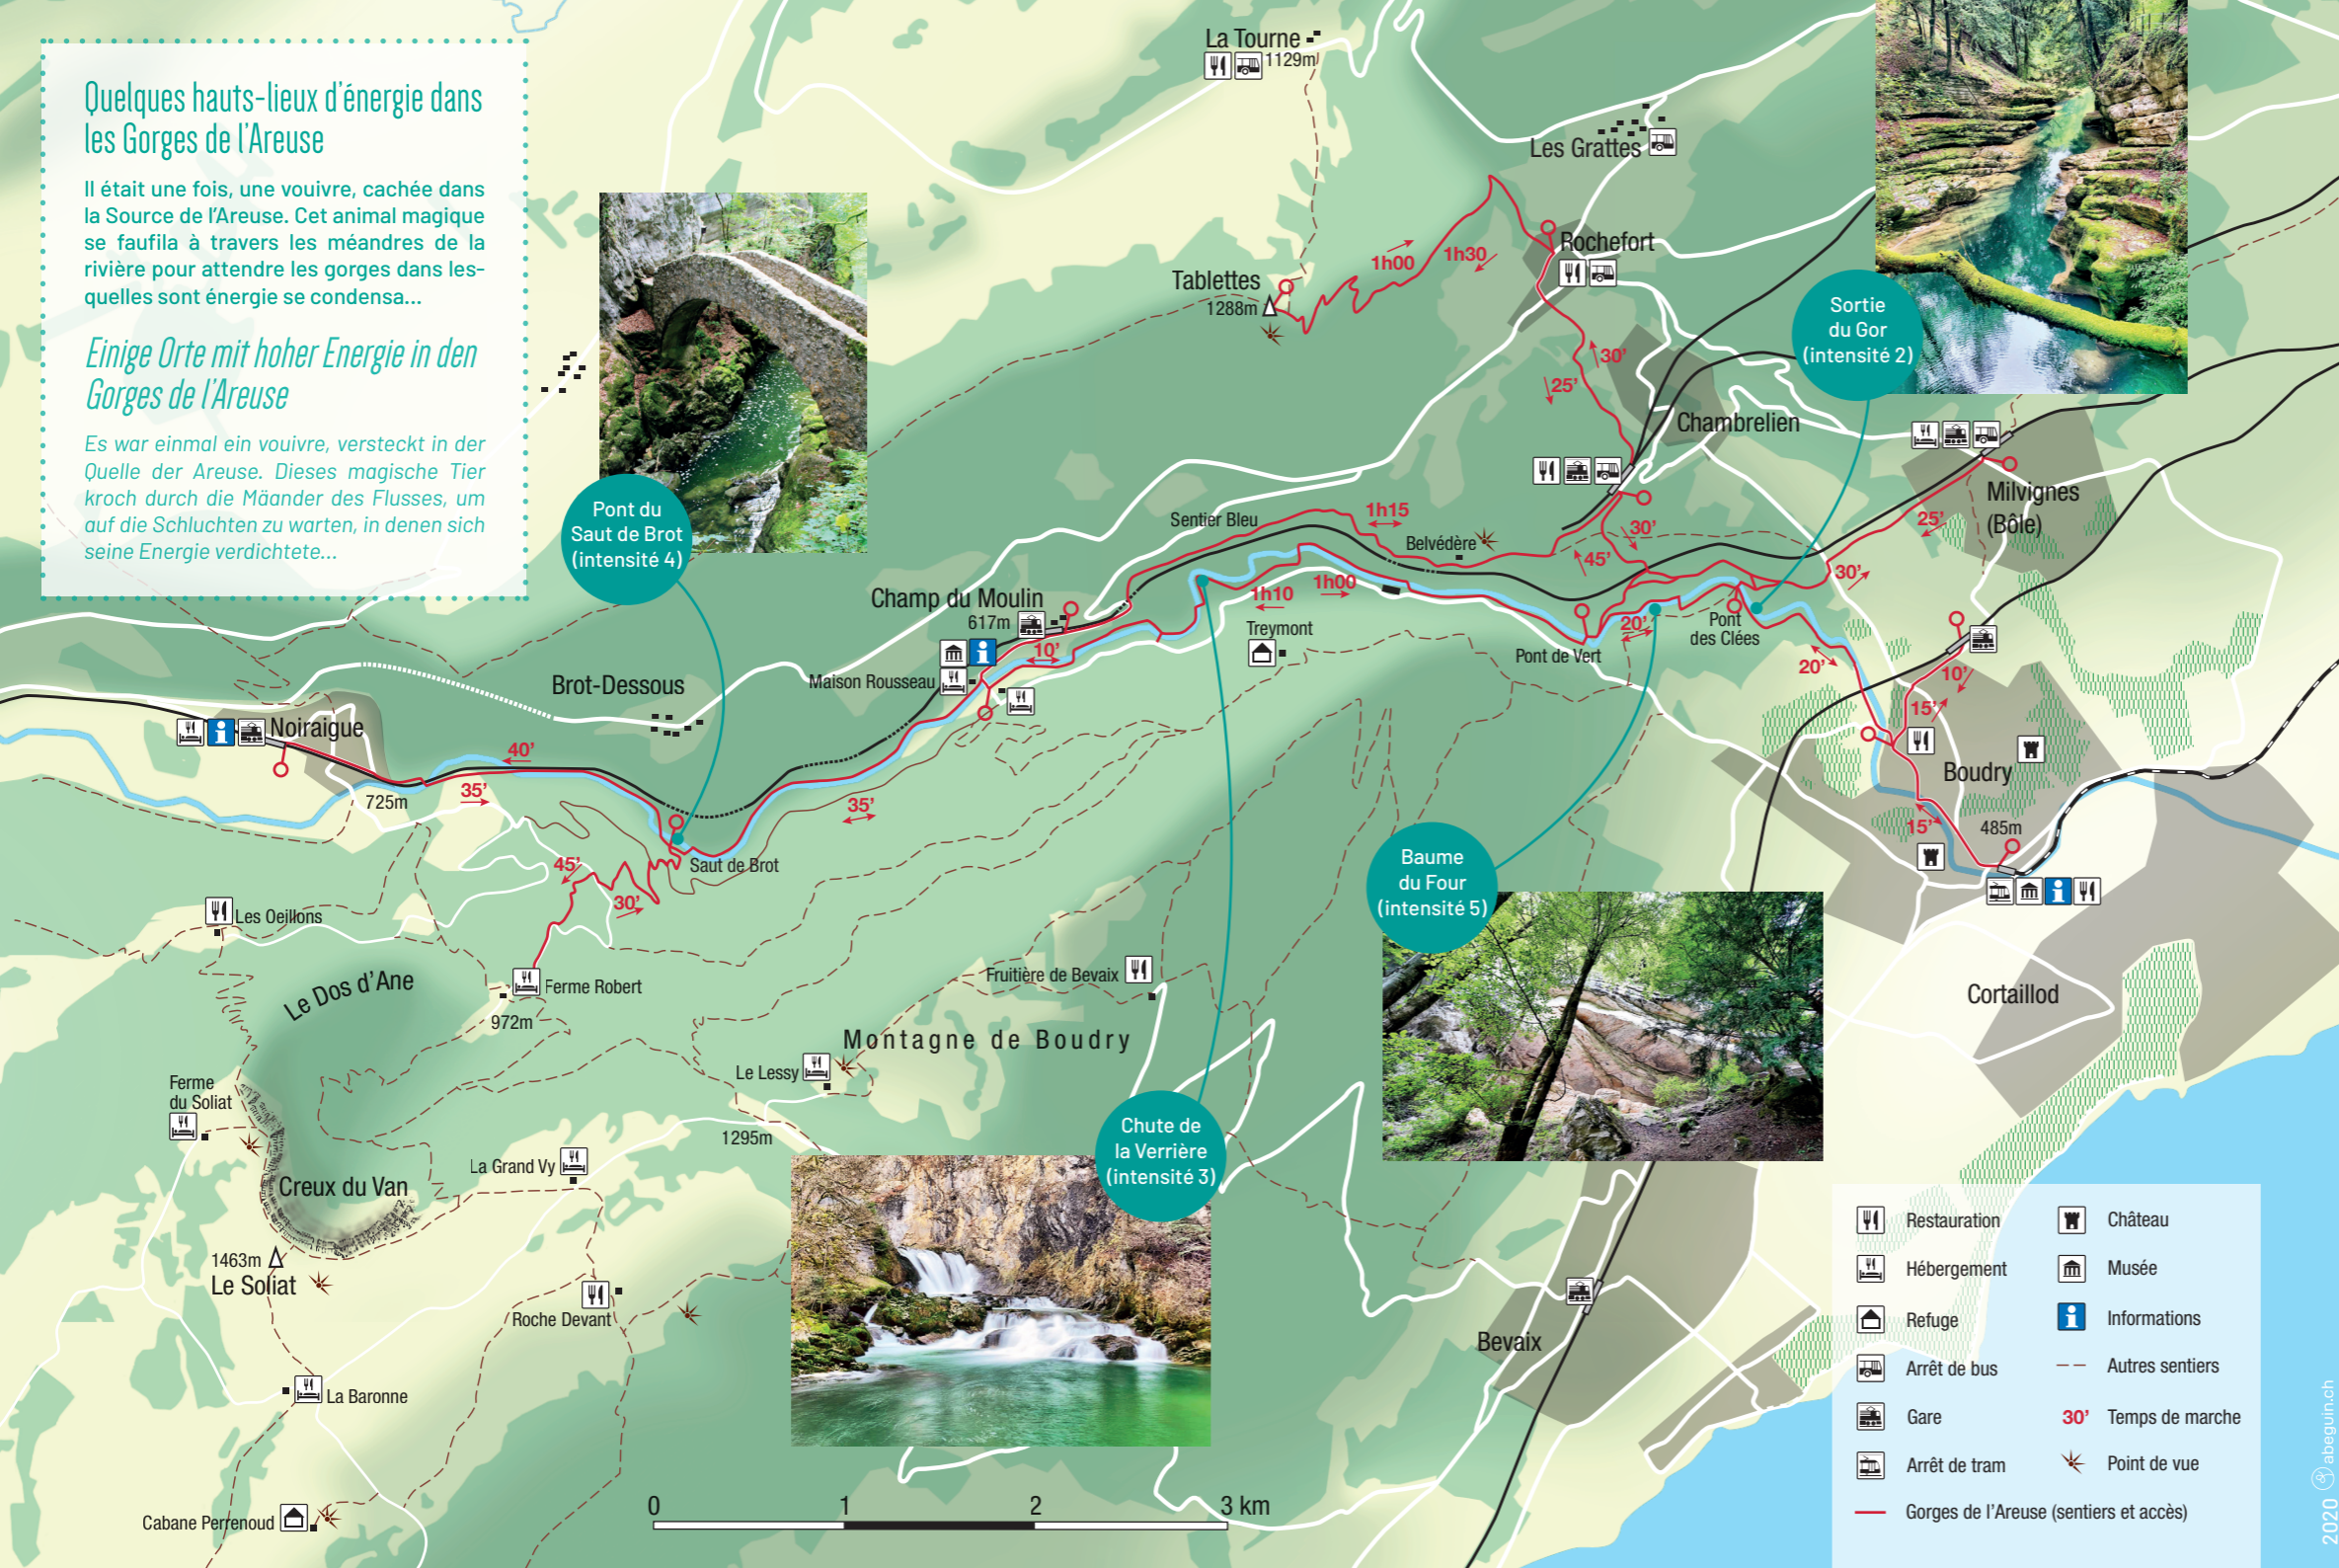 Quelques hauts-lieux d'énergie dans
les Gorges de l'Areuse
Il était une fois, une vouivre, cachée dans
la Source de l'Areuse. Cet animal magique
se faufila à travers les méandres de la
rivière pour attendre les gorges dans les-
quelles sont énergie se condensa...
Einige Orte mit hoher Energie in den
Gorges de l'Areuse
Es war einmal ein vouivre, versteckt in der
Quelle der Areuse. Dieses magische Tier
kroch durch die Mäander des Flusses, um
auf die Schluchten zu warten, in denen sich
seine Energie verdichtete...
La Tourne
1129m
Les Grattes
Rochefort
1h00
1h30
Tablettes
1288m
30'
25'
Sortie
du Gor
(intensité 2)
Chambrelien
Milvignes
(Bôle)
25'
30'
Pont du
Saut de Brot
(intensité 4)
Sentier Bleu
1h15
Belvédère
30'
45'
1h10
1h00
Champ du Moulin
617m
10'
Maison Rousseau
Treymont
Pont de Vert
20'
Pont
des Clées
20'
10'
15'
Boudry
15'
485m
Brot-Dessous
Noiraigue
725m
40'
35'
35'
Saut de Brot
45'
30'
Les Oeillons
Le Dos d'Ane
Ferme Robert
972m
Fruitière de Bevaix
Baume
du Four
(intensité 5)
Cortaillod
Montagne de Boudry
Le Lessy
1295m
Ferme
du Soliat
La Grand Vy
Creux du Van
1463m
Le Soliat
Chute de
la Verrière
(intensité 3)
Roche Devant
La Baronne
Cabane Perrenoud
Bevaix
0 1 2 3 km
Restauration
Hébergement
Refuge
Arrêt de bus
Gare
Arrêt de tram
Château
Musée
Informations
Autres sentiers
30' Temps de marche
Point de vue
Gorges de l'Areuse (sentiers et accès)
2020 abeguin.ch